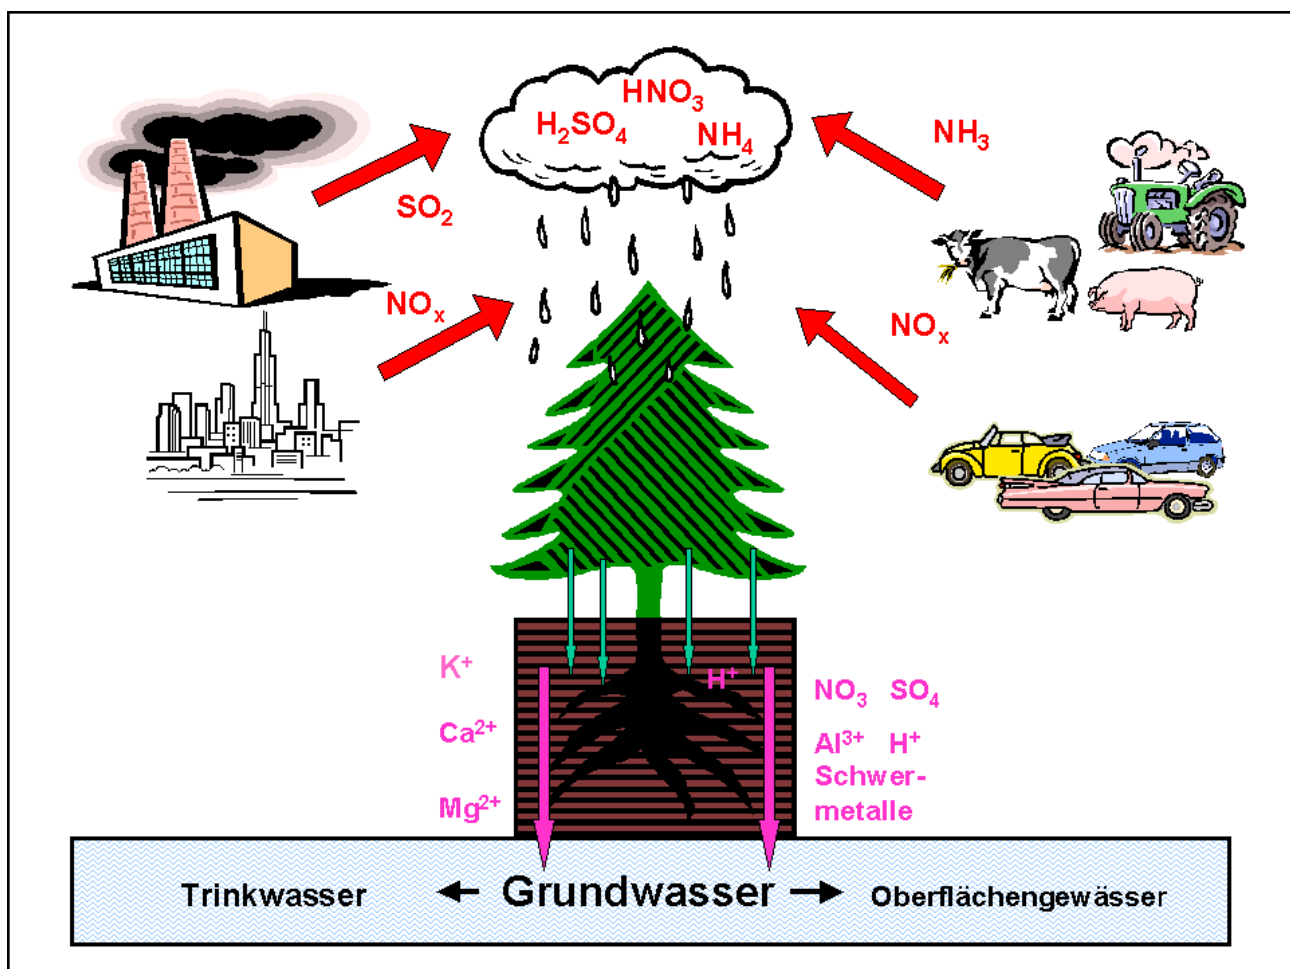 HNO₃
H₂SO₄
NH₄
NH₃
SO₂
NOₓ
NOₓ
K⁺
H⁺
NO₃ SO₄
Ca²⁺
Al³⁺ H⁺
Schwer-
metalle
Mg²⁺
Trinkwasser
Grundwasser
Oberflächengewässer